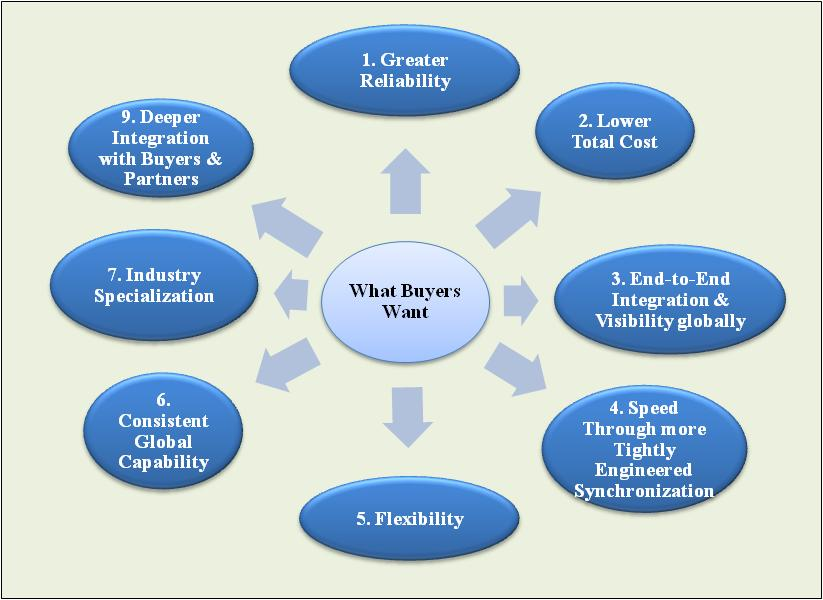 1. Greater
Reliability
2. Lower
Total Cost
3. End-to-End
Integration &
Visibility globally
4. Speed
Through more
Tightly
Engineered
Synchronization
5. Flexibility
6.
Consistent
Global
Capability
7. Industry
Specialization
9. Deeper
Integration
with Buyers &
Partners
What Buyers
Want